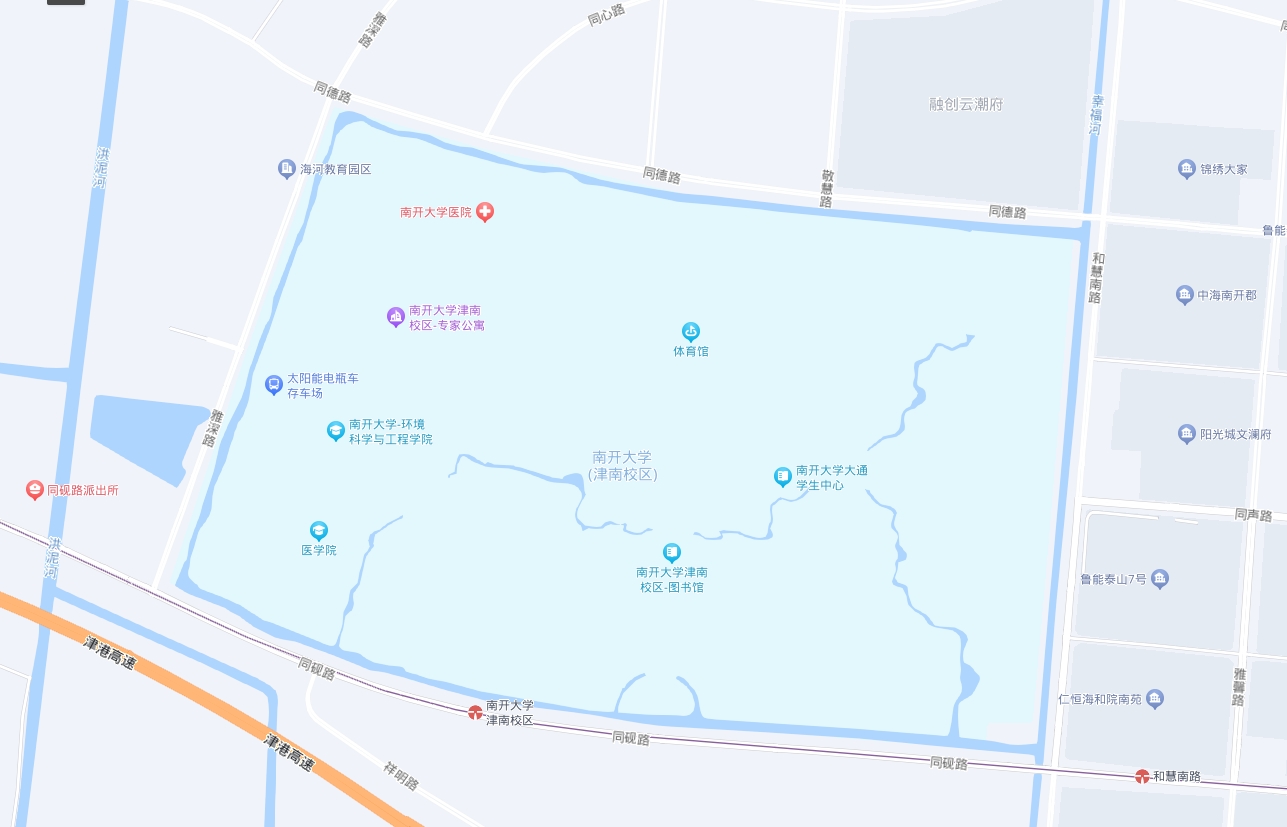 雅深路
同心路
同德路
融创云潮府
幸福河
洪泥河
海河教育园区
同德路
敬慧路
锦绣大家
同德路
南开大学医院
鲁能
和慧南路
中海南开郡
南开大学津南
校区-专家公寓
体育馆
太阳能电瓶车
存车场
雅深路
南开大学-环境
科学与工程学院
阳光城文澜府
南开大学
(津南校区)
南开大学大通
学生中心
同砚路派出所
同声路
医学院
洪泥河
南开大学津南
校区-图书馆
鲁能泰山7号
津港高速
同砚路
雅馨路
仁恒海和院南苑
南开大学
津南校区
同砚路
津港高速
同砚路
祥明路
和慧南路